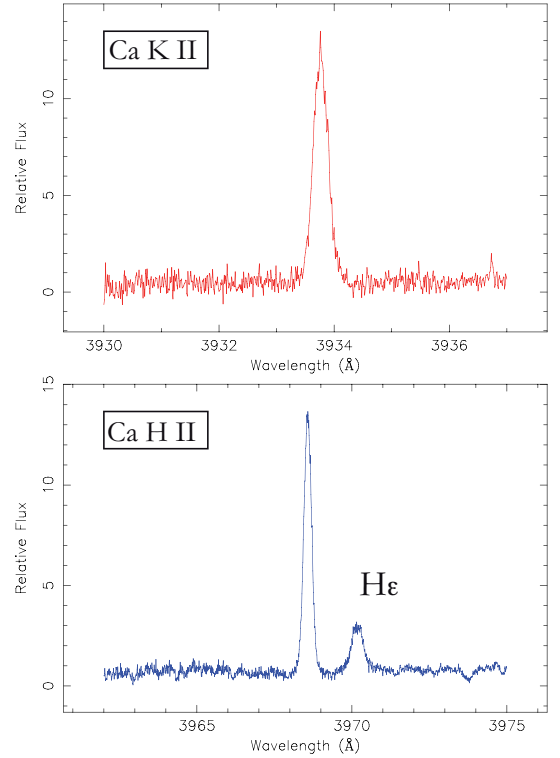 Ca K II
10
5
0
Relative Flux
3930 3932 3934 3936
Wavelength (Å)
15
Ca H II
10
Relative Flux
Hε
5
0
3965 3970 3975
Wavelength (Å)